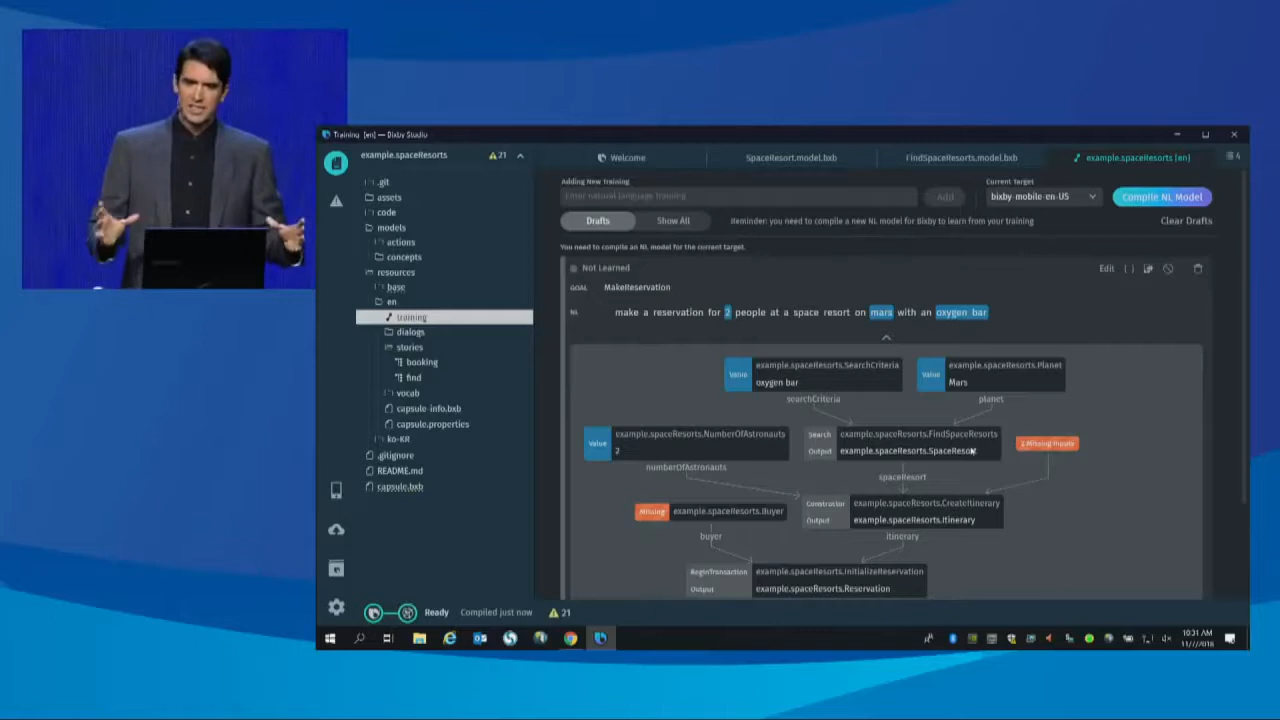 Training [en] — Bixby Studio
example.spaceResorts
21
Welcome
SpaceResort.model.bxb
FindSpaceResorts.model.bxb
example.spaceResorts [en]
4
.git
assets
code
models
actions
concepts
resources
base
en
training
dialogs
stories
booking
find
vocab
capsule-info.bxb
capsule.properties
ko-KR
.gitignore
README.md
capsule.bxb
Adding New Training
Enter natural language training
Add
Current Target
bixby-mobile-en-US
Compile NL Model
Drafts
Show All
Reminder: you need to compile a new NL model for Bixby to learn from your training
Clear Drafts
You need to compile an NL model for the current target.
Not Learned
Edit
GOAL MakeReservation
NL make a reservation for 2 people at a space resort on mars with an oxygen bar
Value example.spaceResorts.SearchCriteria
oxygen bar
searchCriteria
Value example.spaceResorts.Planet
Mars
planet
Value example.spaceResorts.NumberOfAstronauts
2
numberOfAstronauts
Search example.spaceResorts.FindSpaceResorts
Output example.spaceResorts.SpaceResort
spaceResort
2 Missing Inputs
Missing example.spaceResorts.Buyer
buyer
Constructor example.spaceResorts.CreateItinerary
Output example.spaceResorts.Itinerary
itinerary
BeginTransaction example.spaceResorts.InitializeReservation
Output example.spaceResorts.Reservation
Ready
Compiled just now
21
10:31 AM